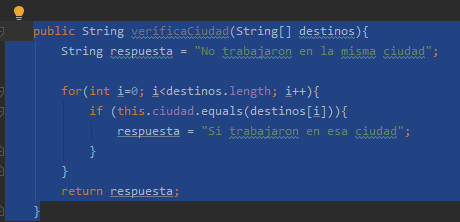 public String verificaCiudad(String[] destinos){
String respuesta = "No trabajaron en la misma ciudad";
for(int i=0; i<destinos.length; i++){
if (this.ciudad.equals(destinos[i])){
respuesta = "Si trabajaron en esa ciudad";
}
}
return respuesta;
}